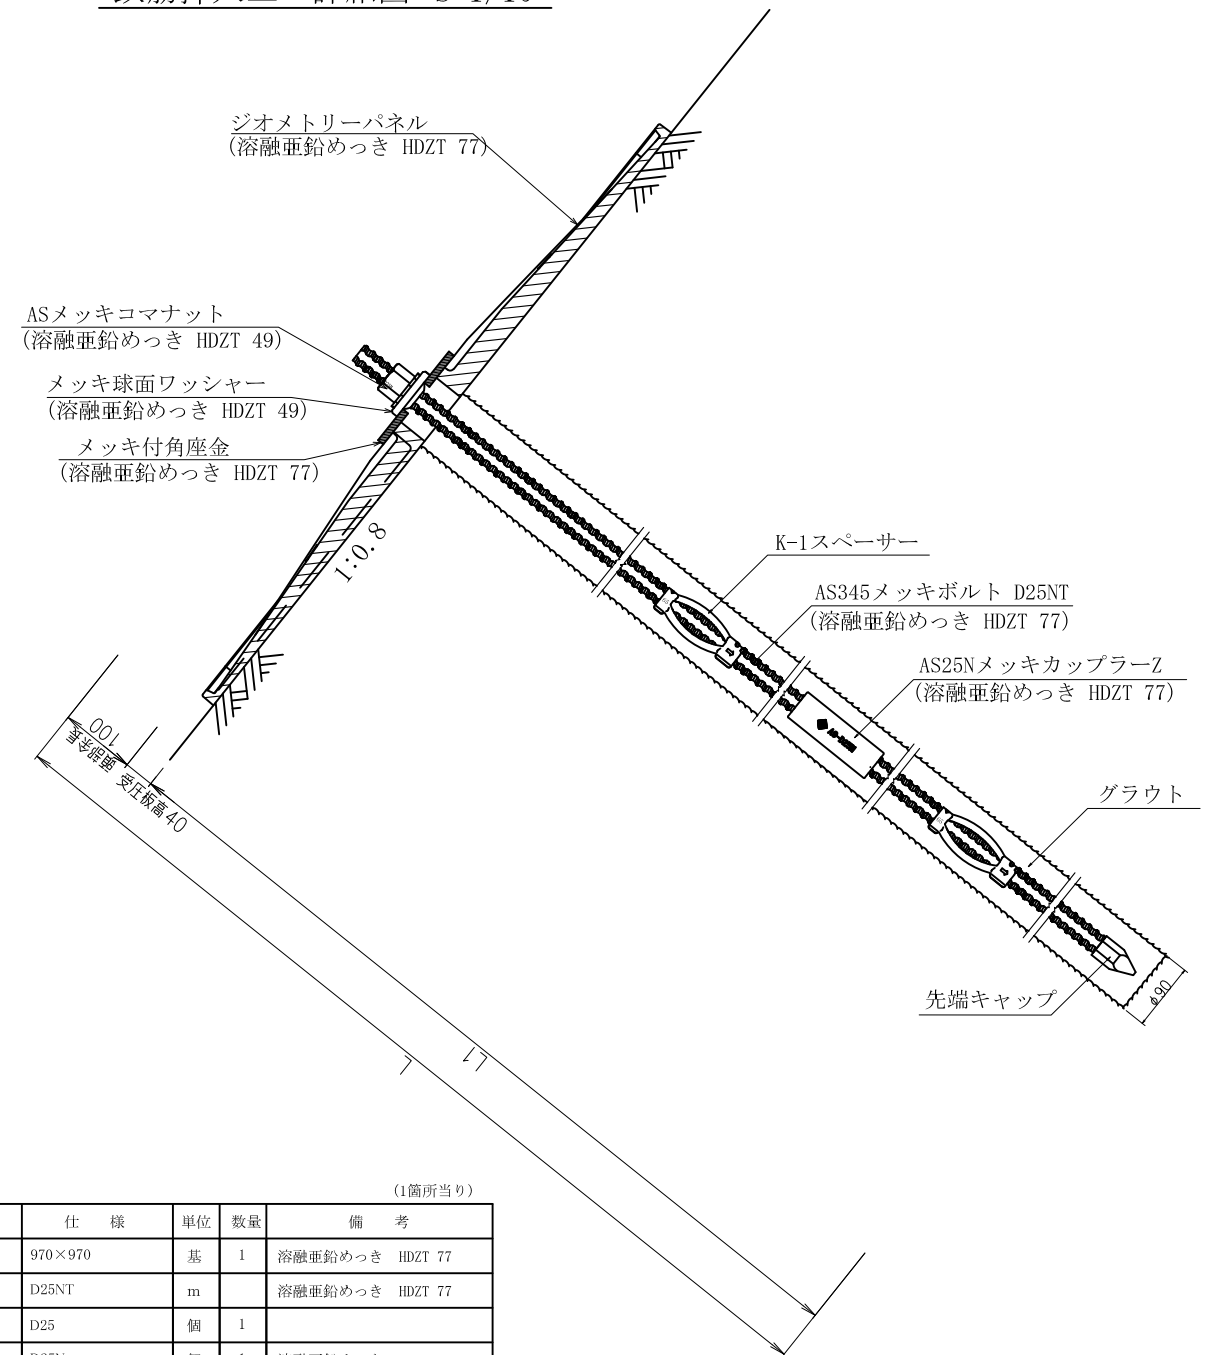 ジオメトリーパネル
(溶融亜鉛めっき HDZT 77)
ASメッキコマナット
(溶融亜鉛めっき HDZT 49)
メッキ球面ワッシャー
(溶融亜鉛めっき HDZT 49)
メッキ付角座金
(溶融亜鉛めっき HDZT 77)
1:0.8
K-1スペーサー
AS345メッキボルト D25NT
(溶融亜鉛めっき HDZT 77)
AS25NメッキカップラーZ
(溶融亜鉛めっき HDZT 77)
グラウト
先端キャップ
φ90
100
頭部余長
受圧板高40
L1
L
(1箇所当り)
仕 様 単位 数量 備 考
970×970 基 1 溶融亜鉛めっき HDZT 77
D25NT m 溶融亜鉛めっき HDZT 77
D25 個 1